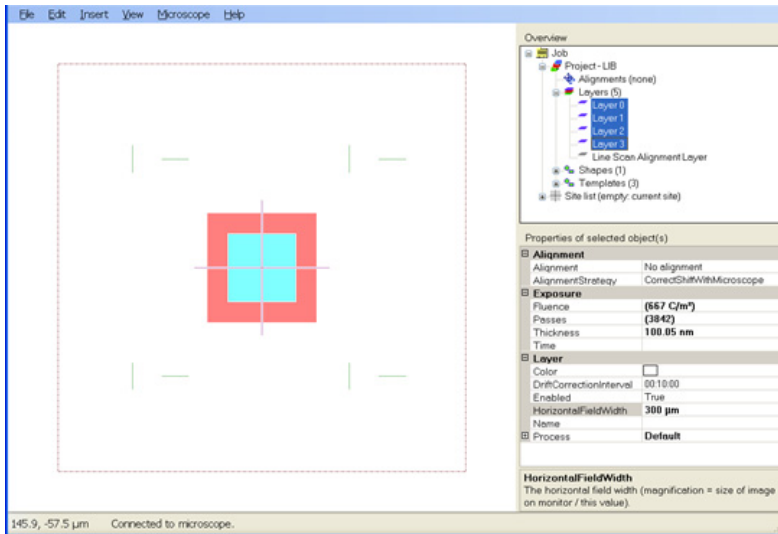 File Edit Insert View Microscope Help
Overview
Job
Project - LIB
Alignments (none)
Layers (5)
Layer 0
Layer 1
Layer 2
Layer 3
Line Scan Alignment Layer
Shapes (1)
Templates (3)
Site list (empty: current site)
Properties of selected object(s)
Alignment
Alignment No alignment
AlignmentStrategy CorrectShiftWithMicroscope
Exposure
Fluence (667 C/m²)
Passes (3842)
Thickness 100.05 nm
Time
Layer
Color
DriftCorrectionInterval 00:10:00
Enabled True
HorizontalFieldWidth 300 µm
Name
Process Default
HorizontalFieldWidth
The horizontal field width (magnification = size of image
on monitor / this value).
145.9, -57.5 µm Connected to microscope.